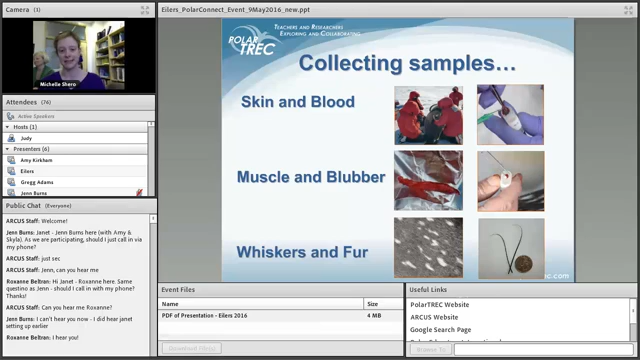 Camera (1)
Eilers_PolarConnect_Event_9May2016_new.ppt
Michelle Shero
Attendees (76)
Active Speakers
Hosts (1)
Judy
Presenters (6)
Amy Kirkham
Eilers
Gregg Adams
Jenn Burns
Public Chat (Everyone)
ARCUS Staff: Welcome!
Jenn Burns: Janet - Jenn Burns here (with Amy &
Skyla). As we are participating, should I just call in via
my phone?
ARCUS Staff: just sec
ARCUS Staff: Jenn, can you hear me
Roxanne Beltran: Hi Janet - Roxanne here. Same
questino as Jenn - should I call in with my phone?
Thanks!
ARCUS Staff: Can you hear me Roxanne?
Jenn Burns: I can't hear you now - I did hear janet
setting up earlier
Roxanne Beltran: I hear you!
TEACHERS AND RESEARCHERS
EXPLORING AND COLLABORATING
POLAR
TREC
Collecting samples...
Skin and Blood
Muscle and Blubber
Whiskers and Fur
ec.com
Event Files
Name
Size
PDF of Presentation - Eilers 2016
4 MB
Download File(s)
Useful Links
PolarTREC Website
ARCUS Website
Google Search Page
Browse To